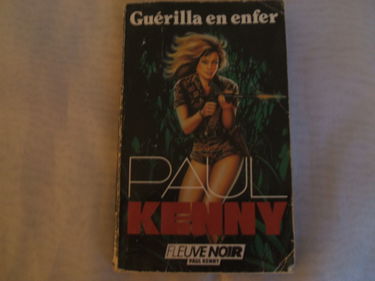 Guérilla en enfer
PAUL
KENNY
FLEUVE NOIR
PAUL KENNY